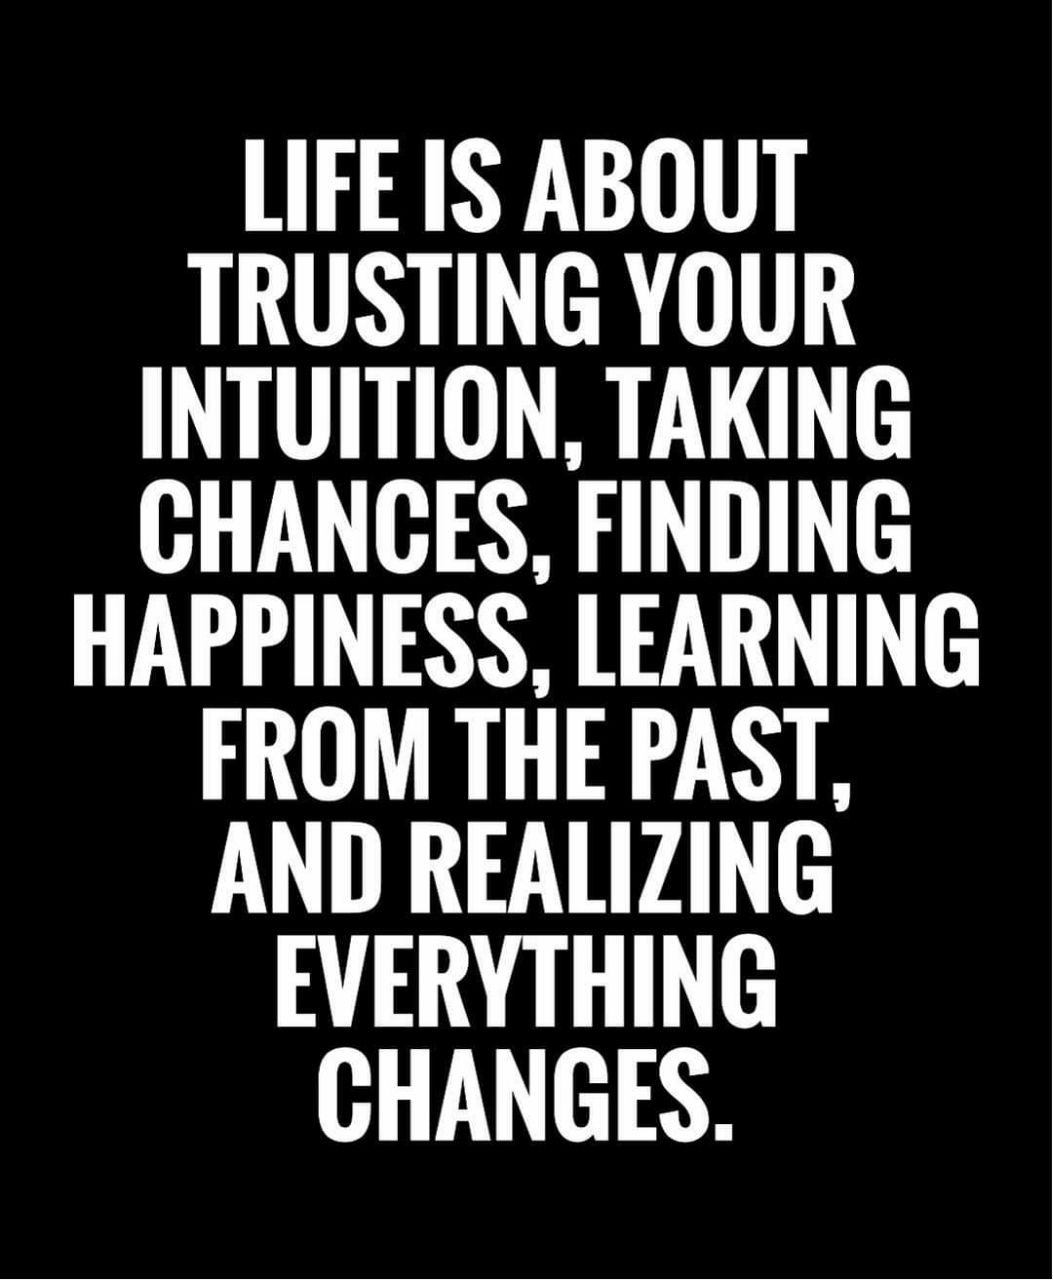 LIFE IS ABOUT
TRUSTING YOUR
INTUITION, TAKING
CHANCES, FINDING
HAPPINESS, LEARNING
FROM THE PAST,
AND REALIZING
EVERYTHING
CHANGES.